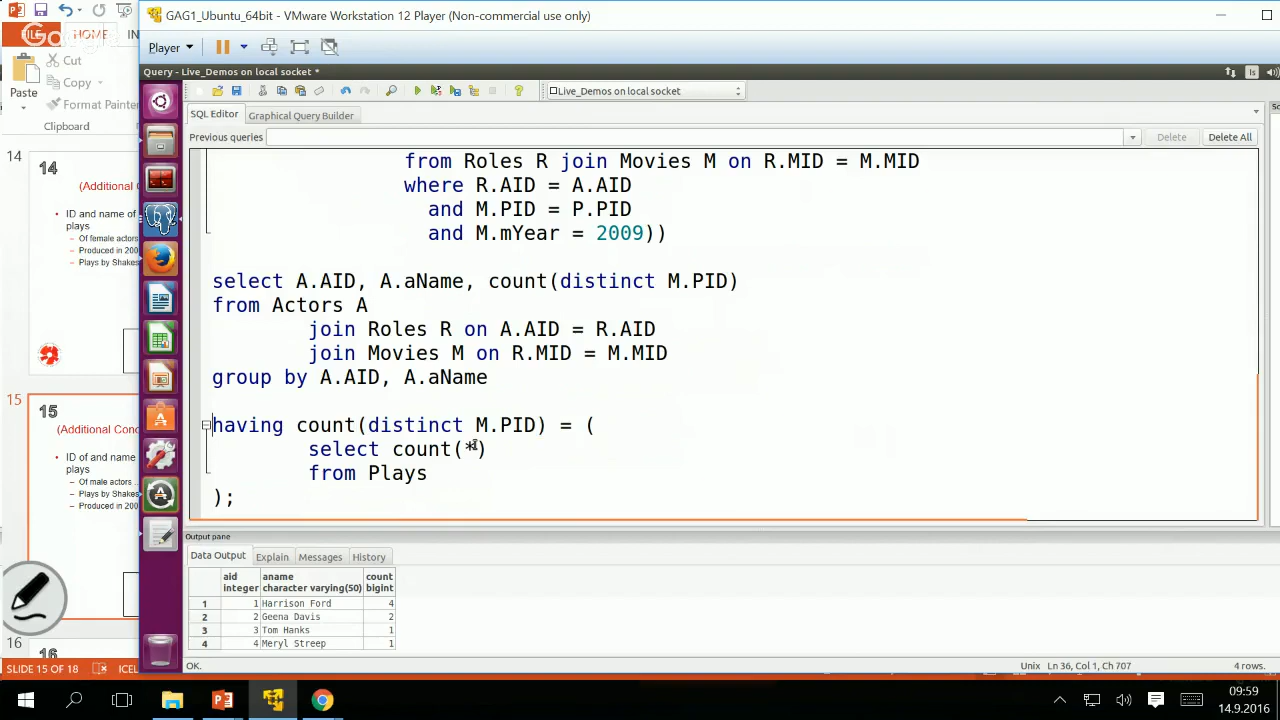 GAG1_Ubuntu_64bit - VMware Workstation 12 Player (Non-commercial use only)
FILE
HOME
IN
Player
Cut
Copy
Format Painter
Paste
Clipboard
Query - Live_Demos on local socket *
Live_Demos on local socket
SQL Editor
Graphical Query Builder
Previous queries
Delete
Delete All
from Roles R join Movies M on R.MID = M.MID
where R.AID = A.AID
and M.PID = P.PID
and M.mYear = 2009))
select A.AID, A.aName, count(distinct M.PID)
from Actors A
join Roles R on A.AID = R.AID
join Movies M on R.MID = M.MID
group by A.AID, A.aName
having count(distinct M.PID) = (
select count(*)
from Plays
);
14
14
(Additional
ID and name of
plays
Of female actors
Produced in 200
Plays by Shakes
15
15
(Additional Conc
ID of and name
plays
Of male actors ..
Plays by Shakes
Produced in 200
16
16
Output pane
Data Output
Explain
Messages
History
aid integer
aname character varying(50)
count bigint
1 1 Harrison Ford 4
2 2 Geena Davis 2
3 3 Tom Hanks 1
4 4 Meryl Streep 1
OK.
Unix
Ln 36, Col 1, Ch 707
4 rows.
SLIDE 15 OF 18
ICEL
09:59
14.9.2016